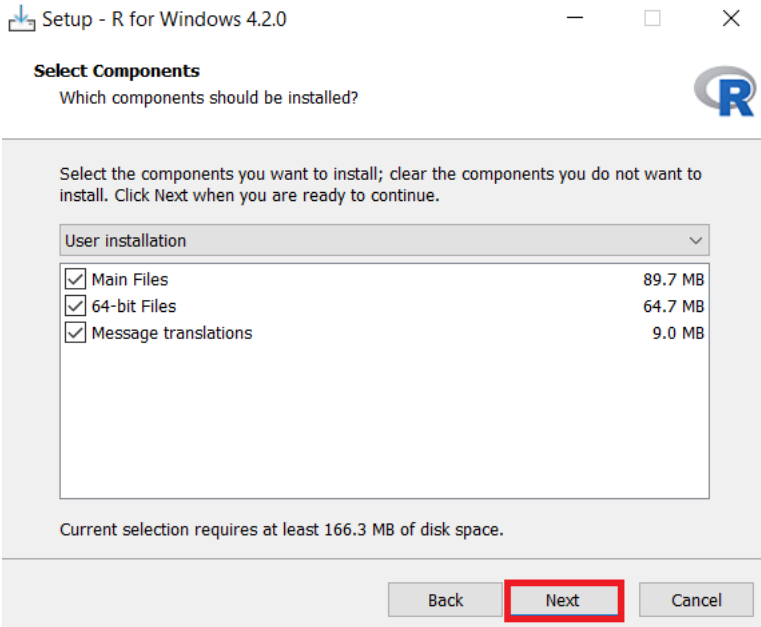 Setup - R for Windows 4.2.0
Select Components
Which components should be installed?
R
Select the components you want to install; clear the components you do not want to
install. Click Next when you are ready to continue.
User installation
Main Files 89.7 MB
64-bit Files 64.7 MB
Message translations 9.0 MB
Current selection requires at least 166.3 MB of disk space.
Back Next Cancel